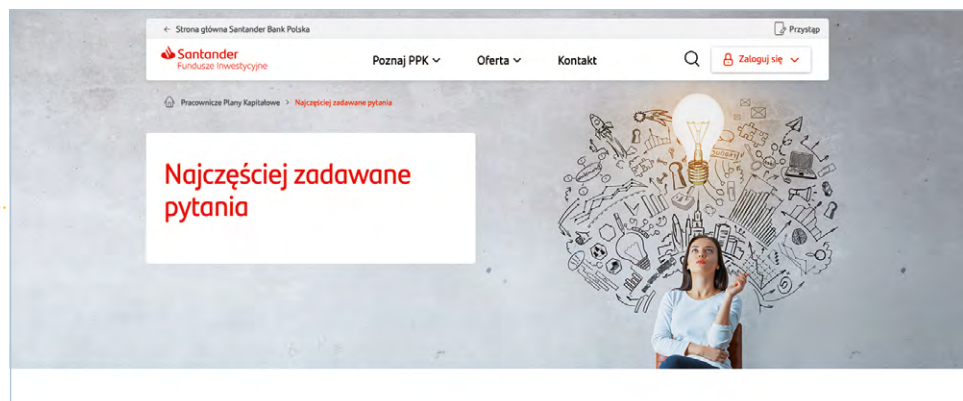 ← Strona główna Santander Bank Polska
Przystąp
Santander
Fundusze Inwestycyjne
Poznaj PPK
Oferta
Kontakt
Zaloguj się
Pracownicze Plany Kapitałowe > Najczęściej zadawane pytania
Najczęściej zadawane
pytania